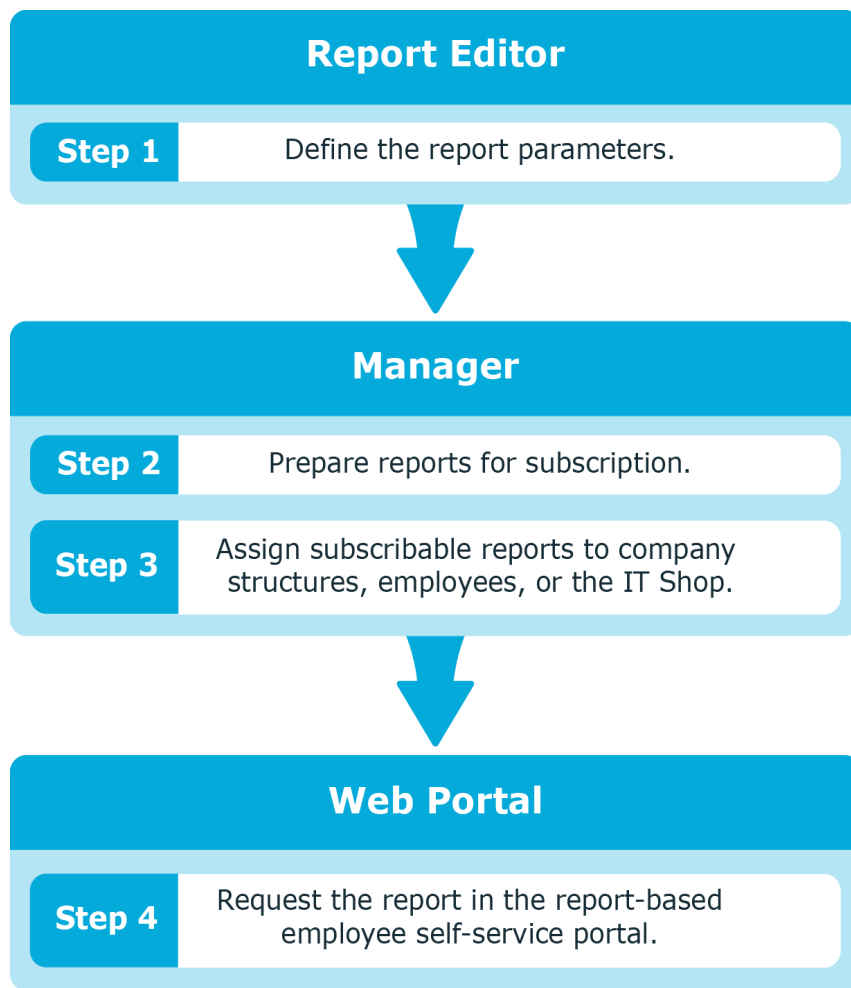 Report Editor
Step 1
Define the report parameters.
Manager
Step 2
Prepare reports for subscription.
Step 3
Assign subscribable reports to company
structures, employees, or the IT Shop.
Web Portal
Step 4
Request the report in the report-based
employee self-service portal.